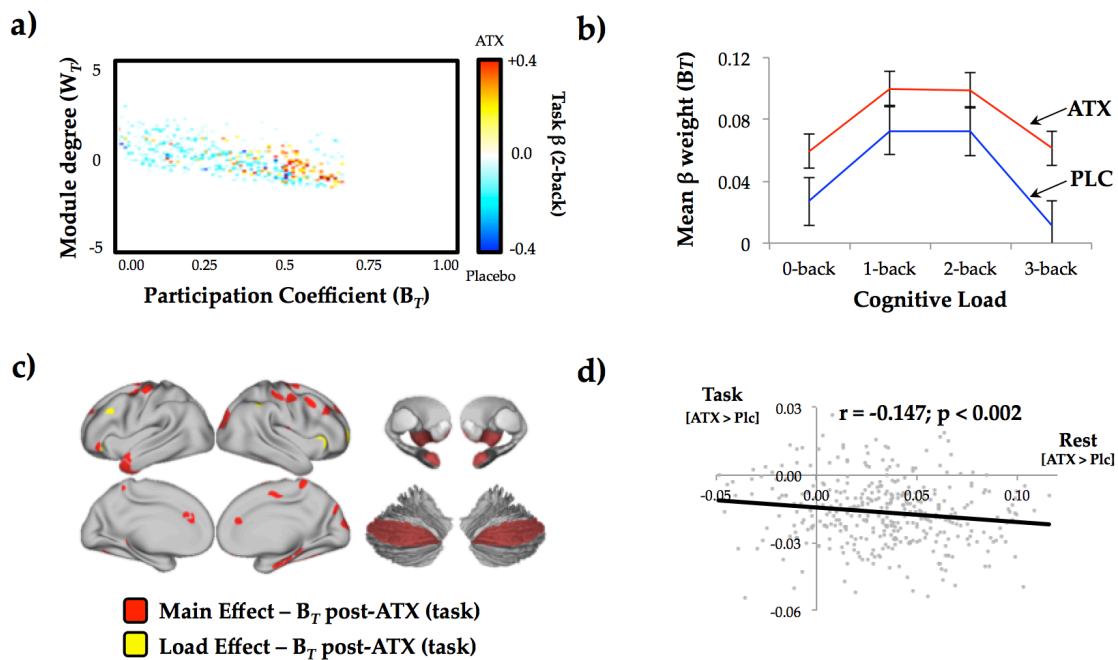 a)
ATX
+0.4
5
0
-5
Module degree (W_T)
0.0
Task β (2-back)
-0.4
Placebo
0.00 0.25 0.5 0.75 1.00
Participation Coefficient (B_T)
b)
0.12
0.08
0.04
0
Mean β weight (BT)
ATX
PLC
0-back 1-back 2-back 3-back
Cognitive Load
c)
Main Effect – B_T post-ATX (task)
Load Effect – B_T post-ATX (task)
d)
Task
[ATX > Plc]
0.03
r = -0.147; p < 0.002
Rest
[ATX > Plc]
0.00
-0.05 0.00 0.05 0.10
-0.03
-0.06